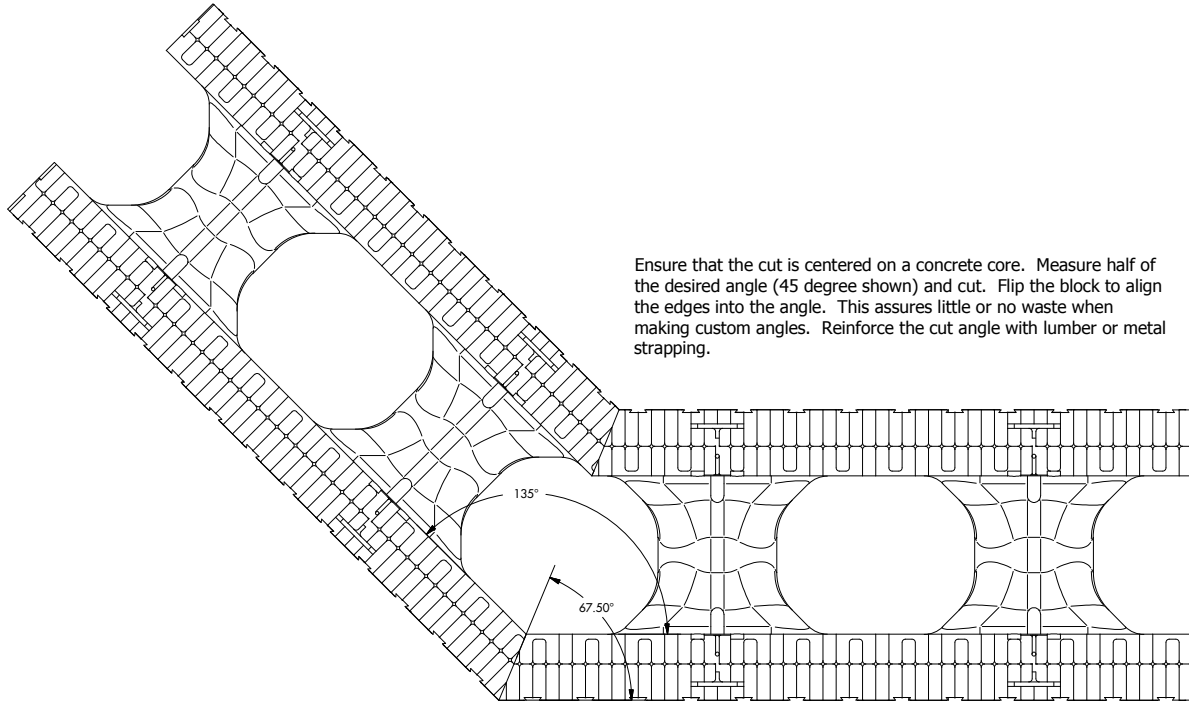 Ensure that the cut is centered on a concrete core. Measure half of
the desired angle (45 degree shown) and cut. Flip the block to align
the edges into the angle. This assures little or no waste when
making custom angles. Reinforce the cut angle with lumber or metal
strapping.
135°
67.50°